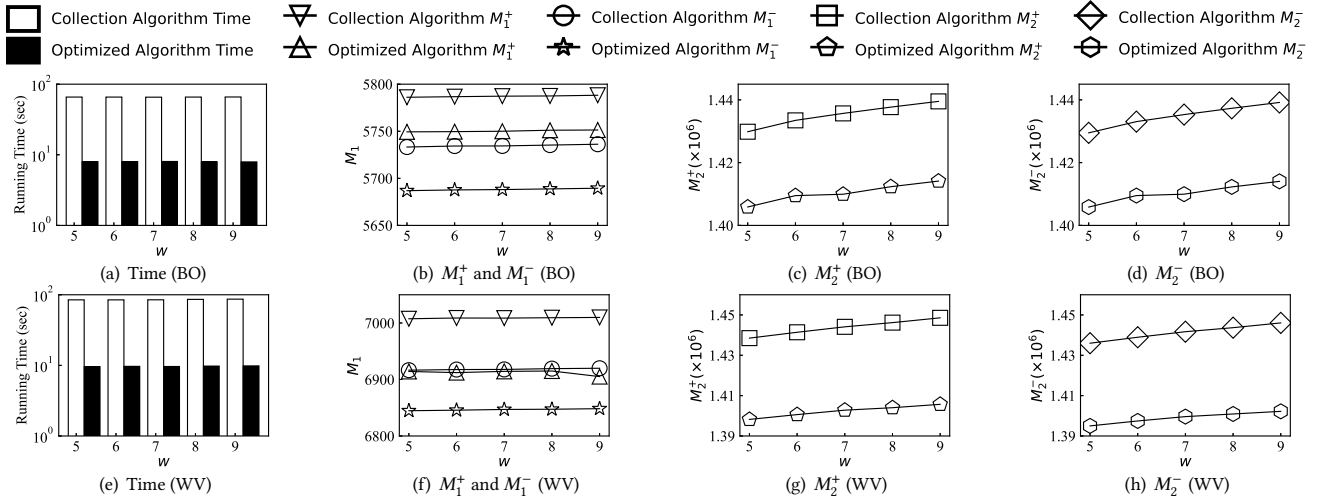 Collection Algorithm Time
Collection Algorithm M₁⁺
Collection Algorithm M₁⁻
Collection Algorithm M₂⁺
Collection Algorithm M₂⁻
Optimized Algorithm Time
Optimized Algorithm M₁⁺
Optimized Algorithm M₁⁻
Optimized Algorithm M₂⁺
Optimized Algorithm M₂⁻
Running Time (sec)
10²
10¹
10⁰
5 6 7 8 9
w
(a) Time (BO)
M₁
5800
5750
5700
5650
5 6 7 8 9
w
(b) M₁⁺ and M₁⁻ (BO)
M₂⁺(×10⁶)
1.44
1.42
1.40
5 6 7 8 9
w
(c) M₂⁺ (BO)
M₂⁻(×10⁶)
1.44
1.42
1.40
5 6 7 8 9
w
(d) M₂⁻ (BO)
Running Time (sec)
10²
10¹
10⁰
5 6 7 8 9
w
(e) Time (WV)
M₁
7000
6900
6800
5 6 7 8 9
w
(f) M₁⁺ and M₁⁻ (WV)
M₂⁺(×10⁶)
1.45
1.43
1.41
1.39
5 6 7 8 9
w
(g) M₂⁺ (WV)
M₂⁻(×10⁶)
1.45
1.43
1.41
1.39
5 6 7 8 9
w
(h) M₂⁻ (WV)